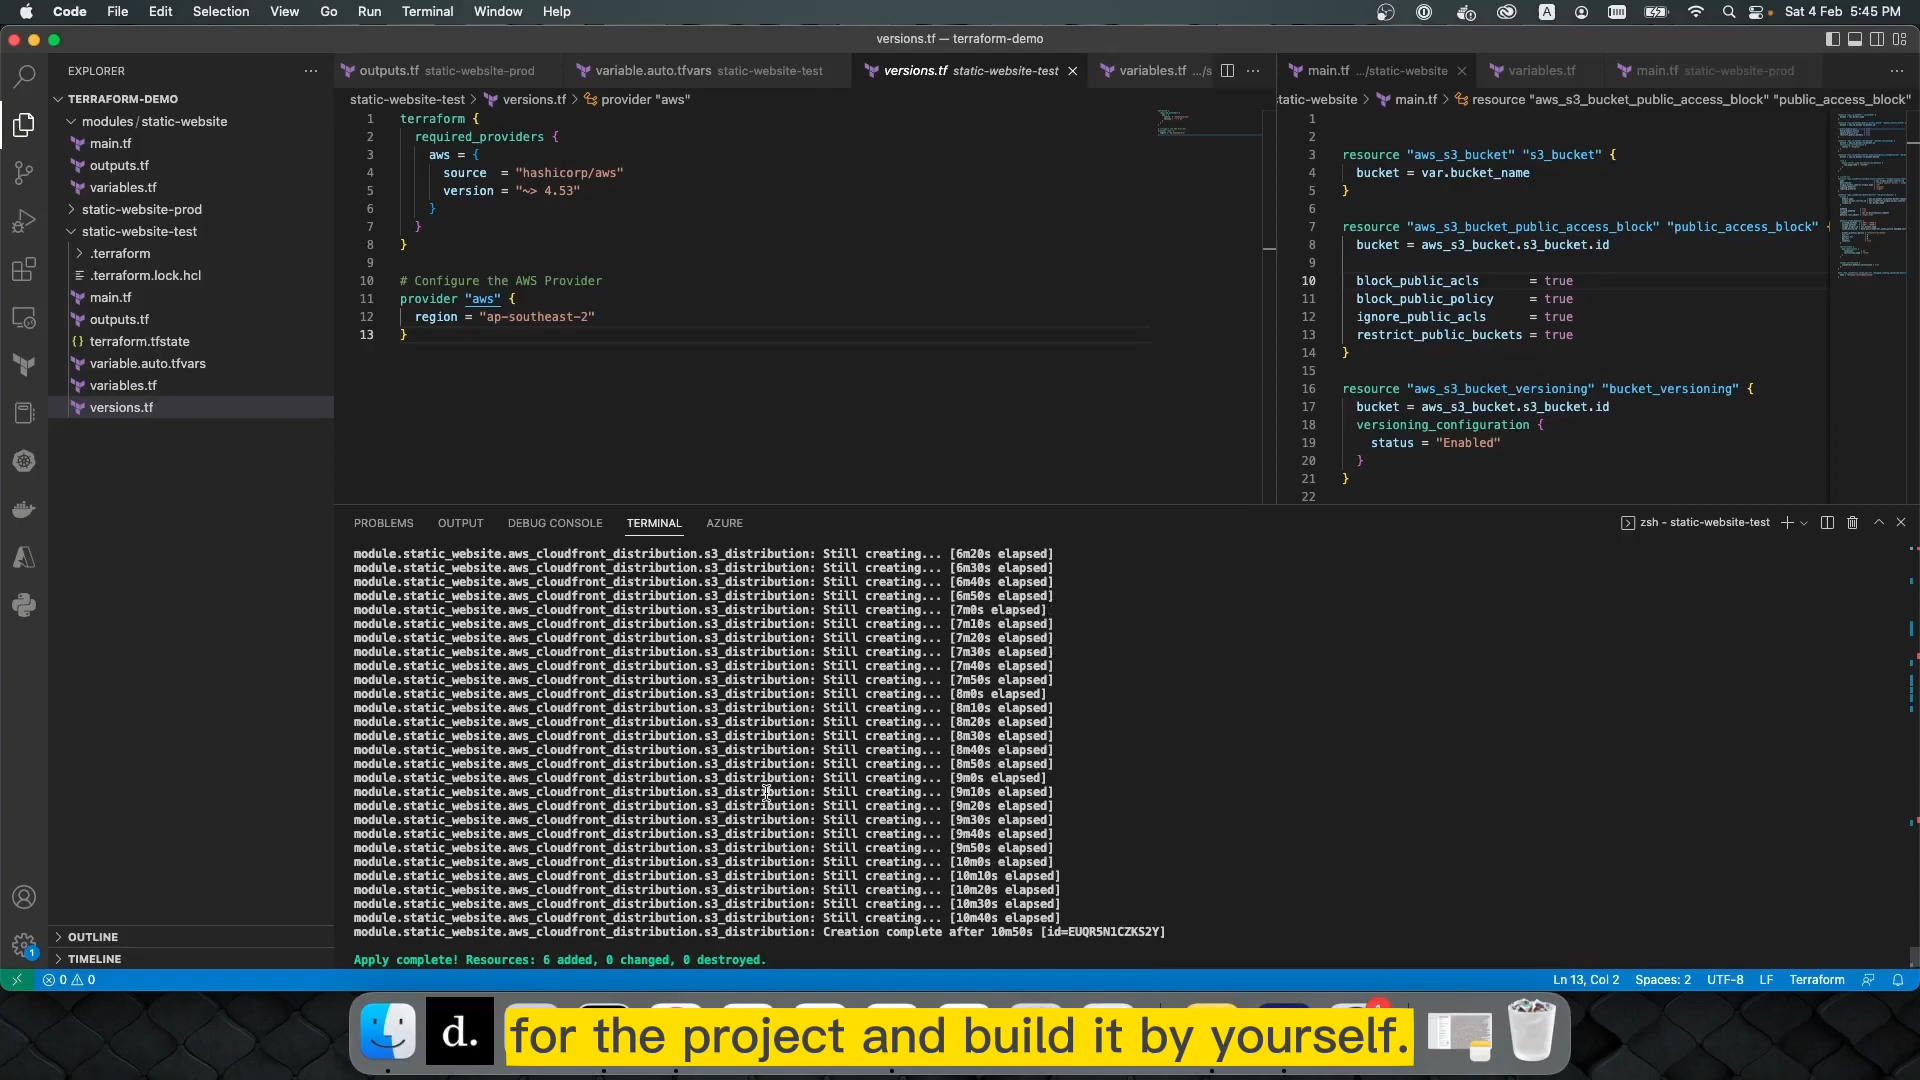 Code File Edit Selection View Go Run Terminal Window Help
A
Sat 4 Feb 5:45 PM
versions.tf — terraform-demo
EXPLORER
TERRAFORM-DEMO
modules / static-website
main.tf
outputs.tf
variables.tf
static-website-prod
static-website-test
.terraform
.terraform.lock.hcl
main.tf
outputs.tf
{} terraform.tfstate
variable.auto.tfvars
variables.tf
versions.tf
OUTLINE
TIMELINE
1
outputs.tf static-website-prod
variable.auto.tfvars static-website-test
versions.tf static-website-test
variables.tf .../s
static-website-test > versions.tf > provider "aws"
1 terraform {
2 required_providers {
3 aws = {
4 source = "hashicorp/aws"
5 version = "~> 4.53"
6 }
7 }
8 }
9
10 # Configure the AWS Provider
11 provider "aws" {
12 region = "ap-southeast-2"
13 }
main.tf .../static-website
variables.tf
main.tf static-website-prod
tatic-website > main.tf > resource "aws_s3_bucket_public_access_block" "public_access_block"
1
2
3 resource "aws_s3_bucket" "s3_bucket" {
4 bucket = var.bucket_name
5 }
6
7 resource "aws_s3_bucket_public_access_block" "public_access_block" {
8 bucket = aws_s3_bucket.s3_bucket.id
9
10 block_public_acls = true
11 block_public_policy = true
12 ignore_public_acls = true
13 restrict_public_buckets = true
14 }
15
16 resource "aws_s3_bucket_versioning" "bucket_versioning" {
17 bucket = aws_s3_bucket.s3_bucket.id
18 versioning_configuration {
19 status = "Enabled"
20 }
21 }
22
PROBLEMS OUTPUT DEBUG CONSOLE TERMINAL AZURE
zsh - static-website-test
module.static_website.aws_cloudfront_distribution.s3_distribution: Still creating... [6m20s elapsed]
module.static_website.aws_cloudfront_distribution.s3_distribution: Still creating... [6m30s elapsed]
module.static_website.aws_cloudfront_distribution.s3_distribution: Still creating... [6m40s elapsed]
module.static_website.aws_cloudfront_distribution.s3_distribution: Still creating... [6m50s elapsed]
module.static_website.aws_cloudfront_distribution.s3_distribution: Still creating... [7m0s elapsed]
module.static_website.aws_cloudfront_distribution.s3_distribution: Still creating... [7m10s elapsed]
module.static_website.aws_cloudfront_distribution.s3_distribution: Still creating... [7m20s elapsed]
module.static_website.aws_cloudfront_distribution.s3_distribution: Still creating... [7m30s elapsed]
module.static_website.aws_cloudfront_distribution.s3_distribution: Still creating... [7m40s elapsed]
module.static_website.aws_cloudfront_distribution.s3_distribution: Still creating... [7m50s elapsed]
module.static_website.aws_cloudfront_distribution.s3_distribution: Still creating... [8m0s elapsed]
module.static_website.aws_cloudfront_distribution.s3_distribution: Still creating... [8m10s elapsed]
module.static_website.aws_cloudfront_distribution.s3_distribution: Still creating... [8m20s elapsed]
module.static_website.aws_cloudfront_distribution.s3_distribution: Still creating... [8m30s elapsed]
module.static_website.aws_cloudfront_distribution.s3_distribution: Still creating... [8m40s elapsed]
module.static_website.aws_cloudfront_distribution.s3_distribution: Still creating... [8m50s elapsed]
module.static_website.aws_cloudfront_distribution.s3_distribution: Still creating... [9m0s elapsed]
module.static_website.aws_cloudfront_distribution.s3_distribution: Still creating... [9m10s elapsed]
module.static_website.aws_cloudfront_distribution.s3_distribution: Still creating... [9m20s elapsed]
module.static_website.aws_cloudfront_distribution.s3_distribution: Still creating... [9m30s elapsed]
module.static_website.aws_cloudfront_distribution.s3_distribution: Still creating... [9m40s elapsed]
module.static_website.aws_cloudfront_distribution.s3_distribution: Still creating... [9m50s elapsed]
module.static_website.aws_cloudfront_distribution.s3_distribution: Still creating... [10m0s elapsed]
module.static_website.aws_cloudfront_distribution.s3_distribution: Still creating... [10m10s elapsed]
module.static_website.aws_cloudfront_distribution.s3_distribution: Still creating... [10m20s elapsed]
module.static_website.aws_cloudfront_distribution.s3_distribution: Still creating... [10m30s elapsed]
module.static_website.aws_cloudfront_distribution.s3_distribution: Still creating... [10m40s elapsed]
module.static_website.aws_cloudfront_distribution.s3_distribution: Creation complete after 10m50s [id=EUQR5N1CZKS2Y]
Apply complete! Resources: 6 added, 0 changed, 0 destroyed.
0 0
Ln 13, Col 2 Spaces: 2 UTF-8 LF Terraform
d.
for the project and build it by yourself.